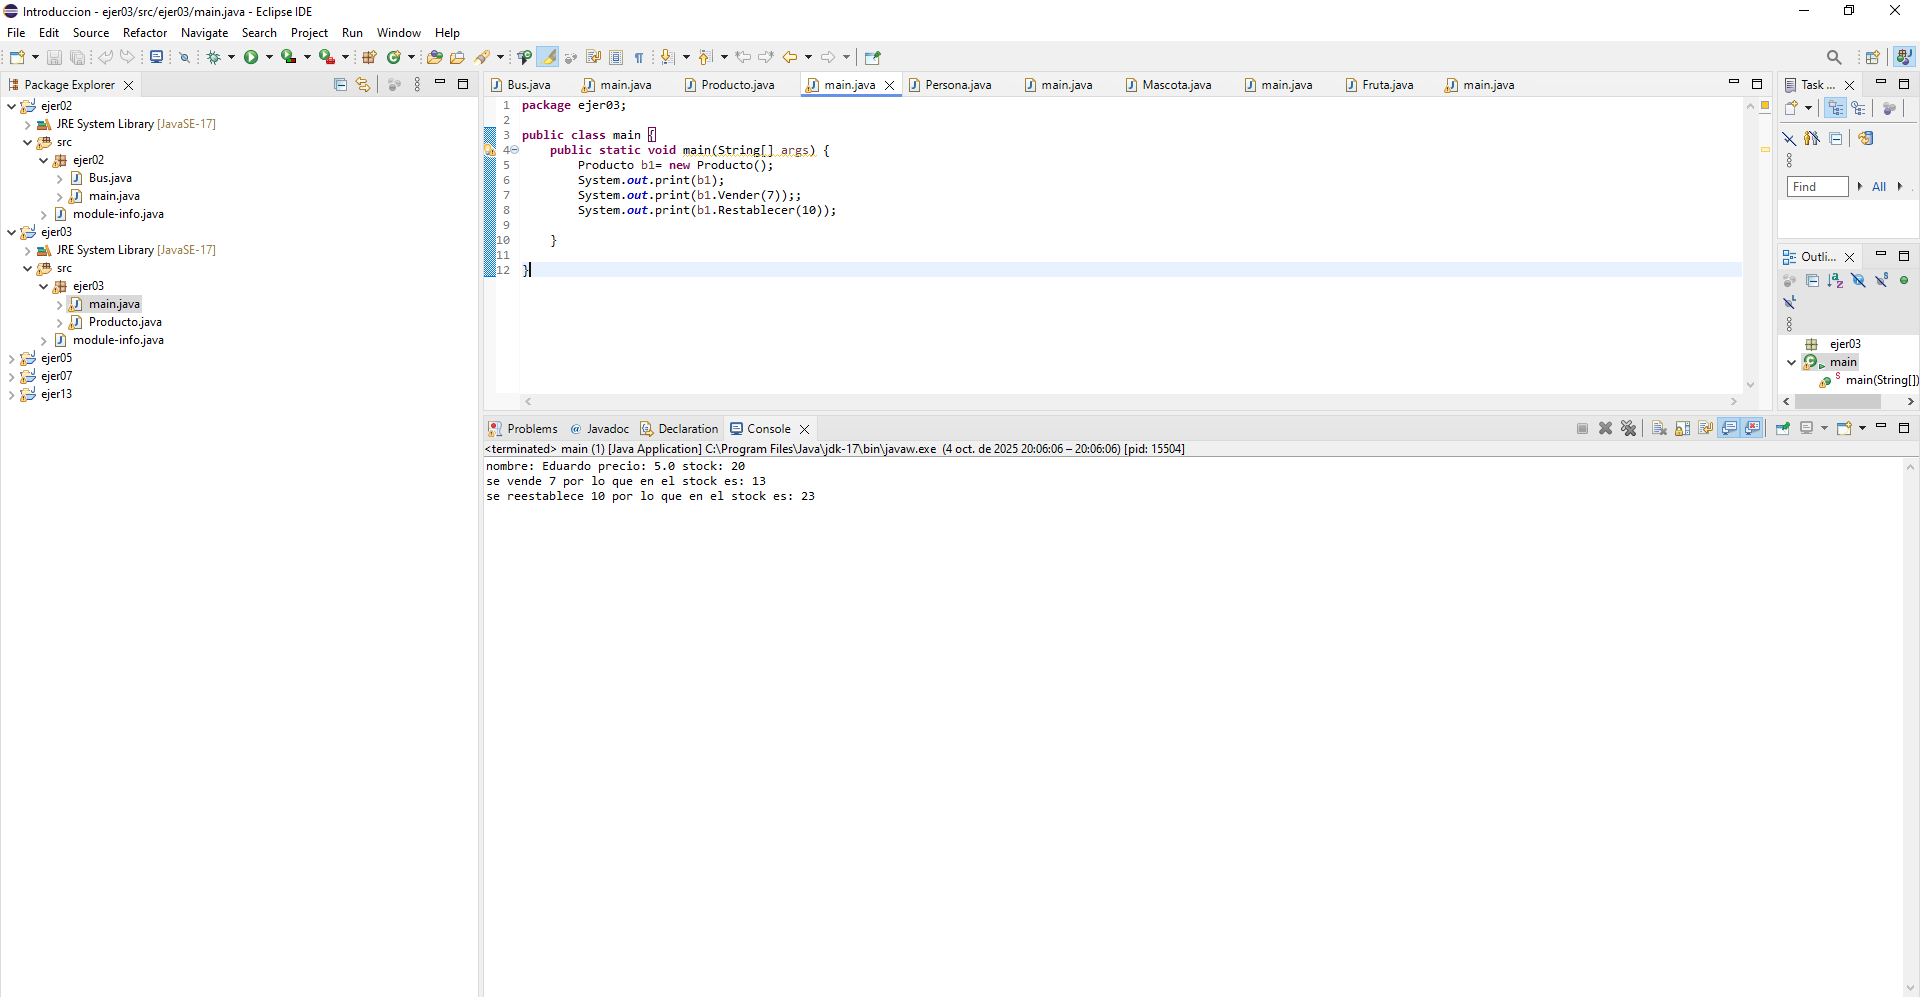 Introduccion - ejer03/src/ejer03/main.java - Eclipse IDE
File Edit Source Refactor Navigate Search Project Run Window Help
Package Explorer
ejer02
JRE System Library [JavaSE-17]
src
ejer02
Bus.java
main.java
module-info.java
ejer03
JRE System Library [JavaSE-17]
src
ejer03
main.java
Producto.java
module-info.java
ejer05
ejer07
ejer13
Bus.java main.java Producto.java main.java Persona.java main.java Mascota.java main.java Fruta.java main.java
1 package ejer03;
2
3 public class main {
4 public static void main(String[] args) {
5 Producto b1= new Producto();
6 System.out.print(b1);
7 System.out.print(b1.Vender(7));;
8 System.out.print(b1.Restablecer(10));
9
10 }
11
12 }
Problems Javadoc Declaration Console
<terminated> main (1) [Java Application] C:\Program Files\Java\jdk-17\bin\javaw.exe (4 oct. de 2025 20:06:06 – 20:06:06) [pid: 15504]
nombre: Eduardo precio: 5.0 stock: 20
se vende 7 por lo que en el stock es: 13
se reestablece 10 por lo que en el stock es: 23
Task ...
Find All
Outli...
ejer03
main
main(String[])